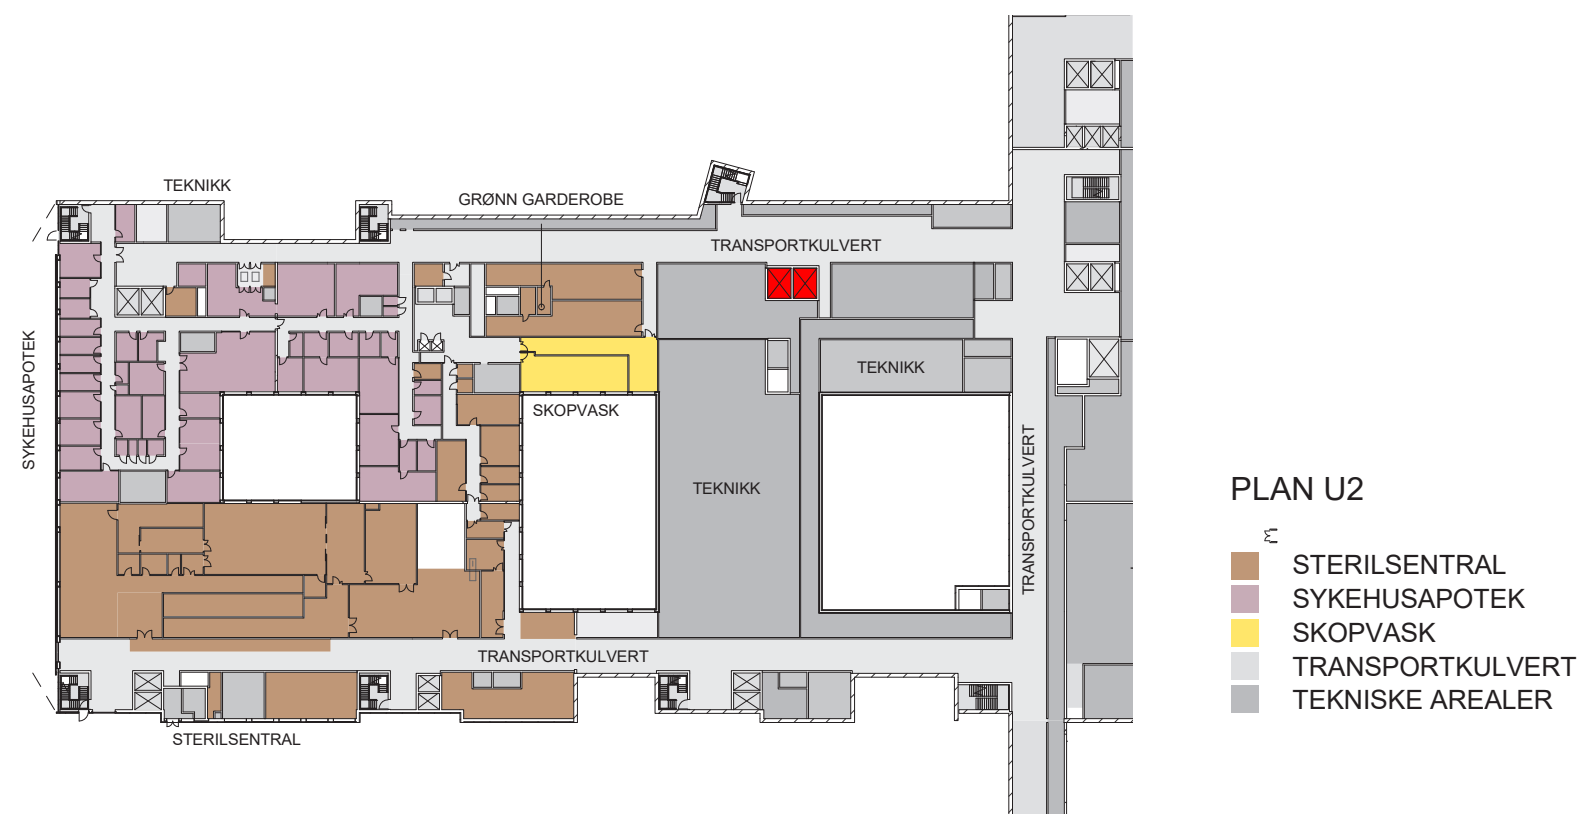 TEKNIKK
GRØNN GARDEROBE
TRANSPORTKULVERT
SYKEHUSAPOTEK
TEKNIKK
SKOPVASK
TEKNIKK
TRANSPORTKULVERT
TRANSPORTKULVERT
STERILSENTRAL
PLAN U2
STERILSENTRAL
SYKEHUSAPOTEK
SKOPVASK
TRANSPORTKULVERT
TEKNISKE AREALER